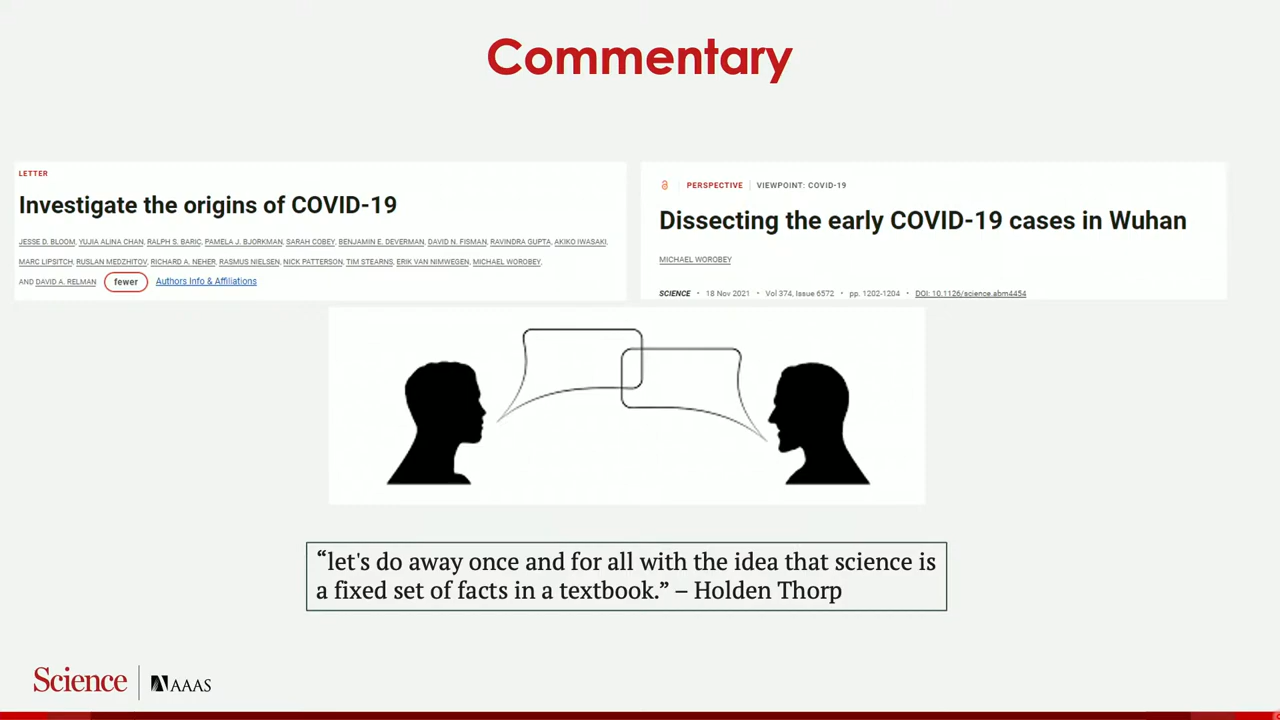 Commentary
LETTER
Investigate the origins of COVID-19
JESSE D. BLOOM, YUJIA ALINA CHAN, RALPH S. BARIC, PAMELA J. BJORKMAN, SARAH COBEY, BENJAMIN E. DEVERMAN, DAVID N. FISMAN, RAVINDRA GUPTA, AKIKO IWASAKI,
MARC LIPSITCH, RUSLAN MEDZHITOV, RICHARD A. NEHER, RASMUS NIELSEN, NICK PATTERSON, TIM STEARNS, ERIK VAN NIMWEGEN, MICHAEL WOROBEY,
AND DAVID A. RELMAN fewer Authors Info & Affiliations
PERSPECTIVE | VIEWPOINT: COVID-19
Dissecting the early COVID-19 cases in Wuhan
MICHAEL WOROBEY
SCIENCE • 18 Nov 2021 • Vol 374, Issue 6572 • pp. 1202-1204 • DOI: 10.1126/science.abm4454
“let's do away once and for all with the idea that science is
a fixed set of facts in a textbook.” – Holden Thorp
Science | AAAS